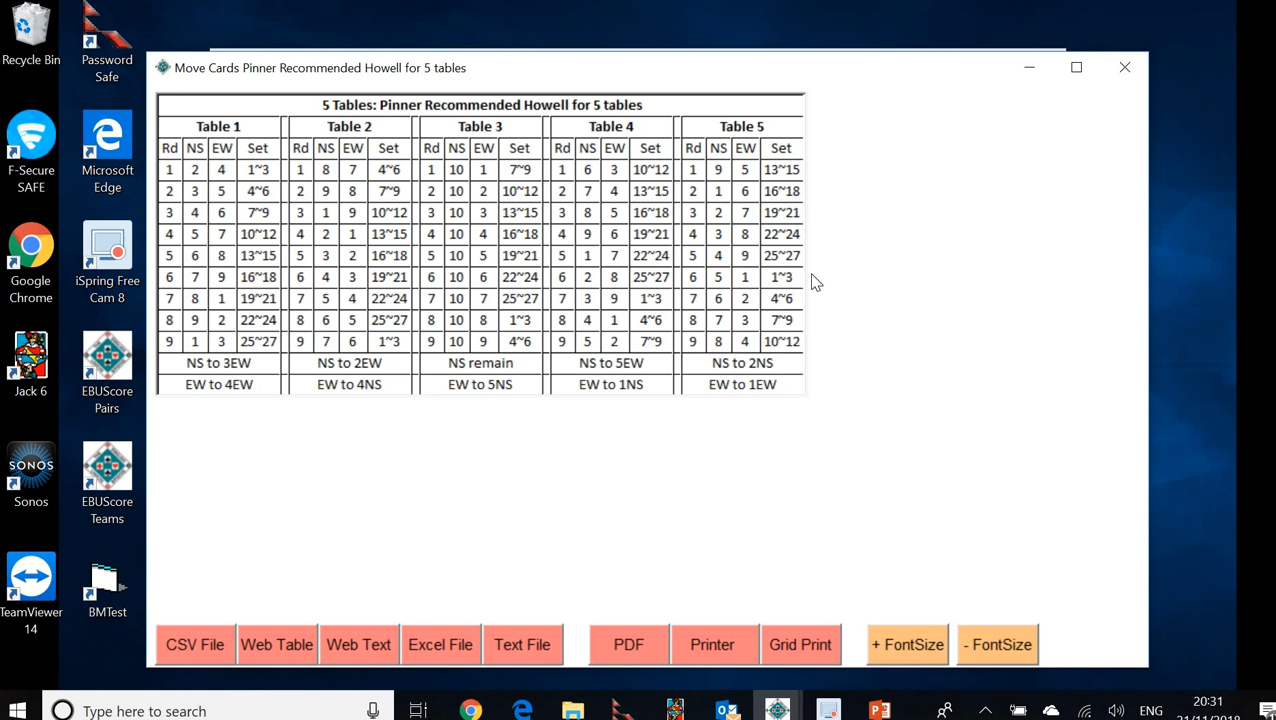 Recycle Bin
Password Safe
F-Secure SAFE
Microsoft Edge
Google Chrome
iSpring Free Cam 8
Jack 6
EBUScore Pairs
SONOS
Sonos
EBUScore Teams
TeamViewer 14
BMTest
Move Cards Pinner Recommended Howell for 5 tables
5 Tables: Pinner Recommended Howell for 5 tables
Table 1 Table 2 Table 3 Table 4 Table 5
Rd NS EW Set Rd NS EW Set Rd NS EW Set Rd NS EW Set Rd NS EW Set
1 2 4 1~3 1 8 7 4~6 1 10 1 7~9 1 6 3 10~12 1 9 5 13~15
2 3 5 4~6 2 9 8 7~9 2 10 2 10~12 2 7 4 13~15 2 1 6 16~18
3 4 6 7~9 3 1 9 10~12 3 10 3 13~15 3 8 5 16~18 3 2 7 19~21
4 5 7 10~12 4 2 1 13~15 4 10 4 16~18 4 9 6 19~21 4 3 8 22~24
5 6 8 13~15 5 3 2 16~18 5 10 5 19~21 5 1 7 22~24 5 4 9 25~27
6 7 9 16~18 6 4 3 19~21 6 10 6 22~24 6 2 8 25~27 6 5 1 1~3
7 8 1 19~21 7 5 4 22~24 7 10 7 25~27 7 3 9 1~3 7 6 2 4~6
8 9 2 22~24 8 6 5 25~27 8 10 8 1~3 8 4 1 4~6 8 7 3 7~9
9 1 3 25~27 9 7 6 1~3 9 10 9 4~6 9 5 2 7~9 9 8 4 10~12
NS to 3EW NS to 2EW NS remain NS to 5EW NS to 2NS
EW to 4EW EW to 4NS EW to 5NS EW to 1NS EW to 1EW
CSV File Web Table Web Text Excel File Text File PDF Printer Grid Print + FontSize - FontSize
Type here to search
ENG
20:31
21/11/2018